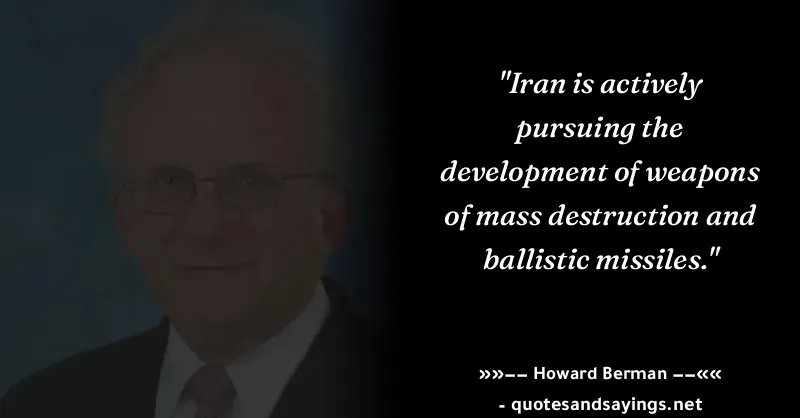 "Iran is actively
pursuing the
development of weapons
of mass destruction and
ballistic missiles."
»»−− Howard Berman −−««
- quotesandsayings.net